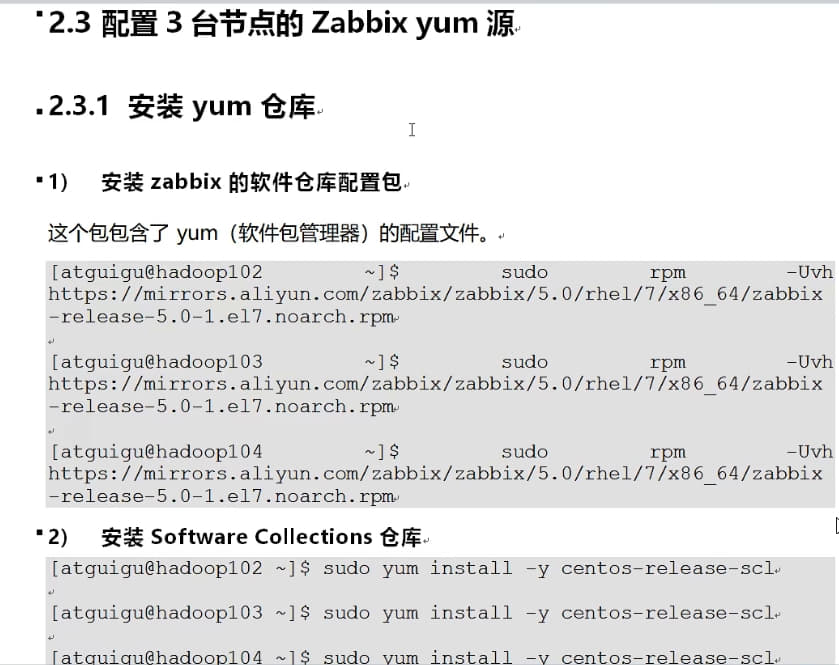 2.3 配置 3 台节点的 Zabbix yum 源
2.3.1 安装 yum 仓库
1) 安装 zabbix 的软件仓库配置包
这个包包含了 yum（软件包管理器）的配置文件。
[atguigu@hadoop102 ~]$ sudo rpm -Uvh
https://mirrors.aliyun.com/zabbix/zabbix/5.0/rhel/7/x86_64/zabbix
-release-5.0-1.el7.noarch.rpm
[atguigu@hadoop103 ~]$ sudo rpm -Uvh
https://mirrors.aliyun.com/zabbix/zabbix/5.0/rhel/7/x86_64/zabbix
-release-5.0-1.el7.noarch.rpm
[atguigu@hadoop104 ~]$ sudo rpm -Uvh
https://mirrors.aliyun.com/zabbix/zabbix/5.0/rhel/7/x86_64/zabbix
-release-5.0-1.el7.noarch.rpm
2) 安装 Software Collections 仓库
[atguigu@hadoop102 ~]$ sudo yum install -y centos-release-scl
[atguigu@hadoop103 ~]$ sudo yum install -y centos-release-scl
[atguigu@hadoop104 ~]$ sudo yum install -y centos-release-scl